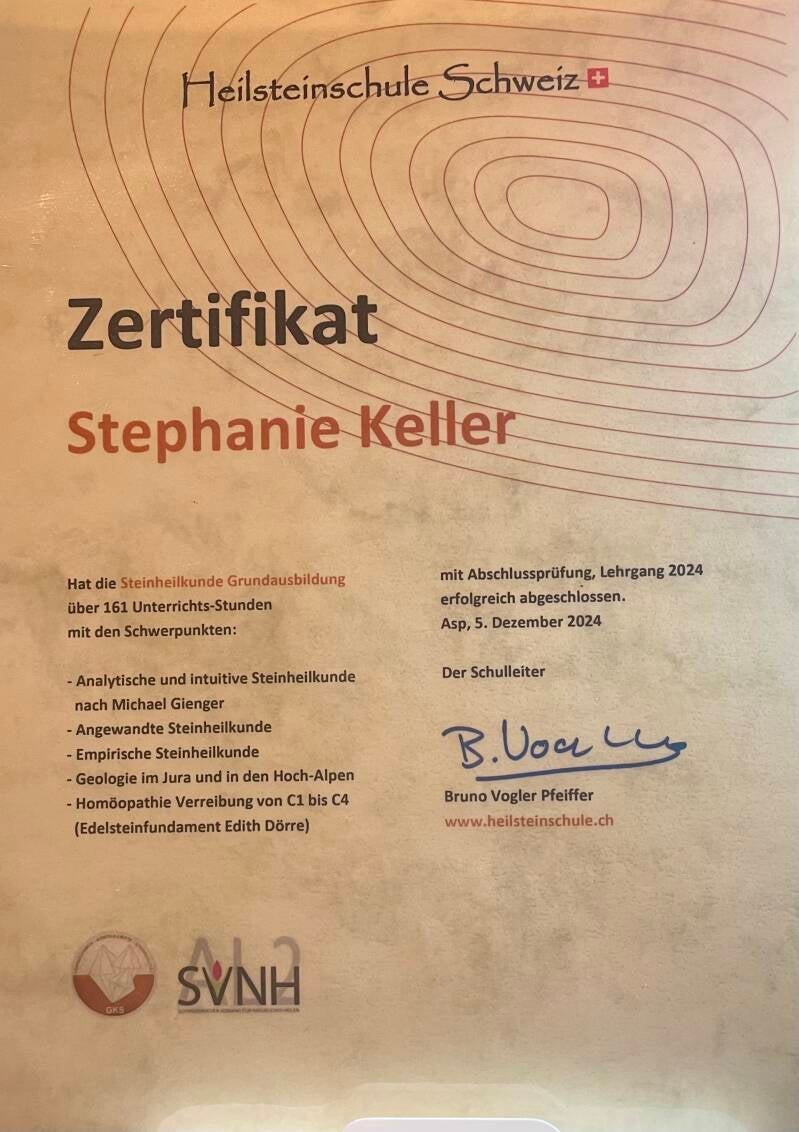 Heilsteinschule Schweiz
Zertifikat
Stephanie Keller
Hat die Steinheilkunde Grundausbildung
über 161 Unterrichts-Stunden
mit den Schwerpunkten:
- Analytische und intuitive Steinheilkunde
nach Michael Gienger
- Angewandte Steinheilkunde
- Empirische Steinheilkunde
- Geologie im Jura und in den Hoch-Alpen
- Homöopathie Verreibung von C1 bis C4
(Edelsteinfundament Edith Dörre)
mit Abschlussprüfung, Lehrgang 2024
erfolgreich abgeschlossen.
Asp, 5. Dezember 2024
Der Schulleiter
B. Vogler
Bruno Vogler Pfeiffer
www.heilsteinschule.ch
GKS
AL2
SVNH